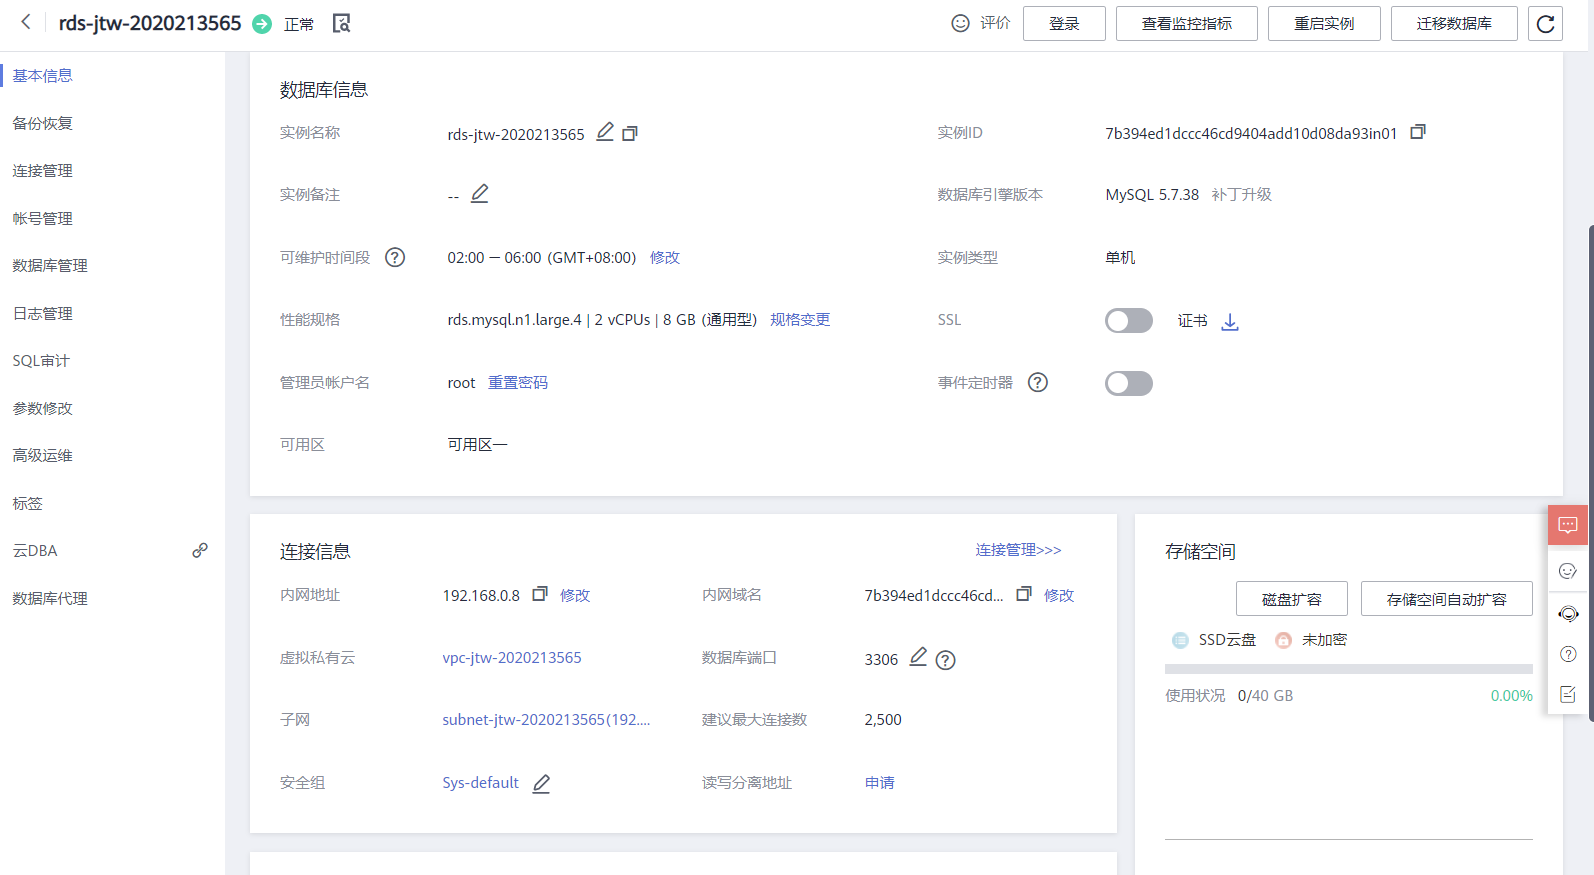 rds-jtw-2020213565 正常 评价 登录 查看监控指标 重启实例 迁移数据库
基本信息
备份恢复
连接管理
帐号管理
数据库管理
日志管理
SQL审计
参数修改
高级运维
标签
云DBA
数据库代理
数据库信息
实例名称 rds-jtw-2020213565 实例ID 7b394ed1dccc46cd9404add10d08da93in01
实例备注 -- 数据库引擎版本 MySQL 5.7.38 补丁升级
可维护时间段 02:00 — 06:00 (GMT+08:00) 修改 实例类型 单机
性能规格 rds.mysql.n1.large.4 | 2 vCPUs | 8 GB (通用型) 规格变更 SSL 证书
管理员帐户名 root 重置密码 事件定时器
可用区 可用区一
连接信息 连接管理>>>
内网地址 192.168.0.8 修改 内网域名 7b394ed1dccc46cd... 修改
虚拟私有云 vpc-jtw-2020213565 数据库端口 3306
子网 subnet-jtw-2020213565(192.... 建议最大连接数 2,500
安全组 Sys-default 读写分离地址 申请
存储空间
磁盘扩容 存储空间自动扩容
SSD云盘 未加密
使用状况 0/40 GB 0.00%